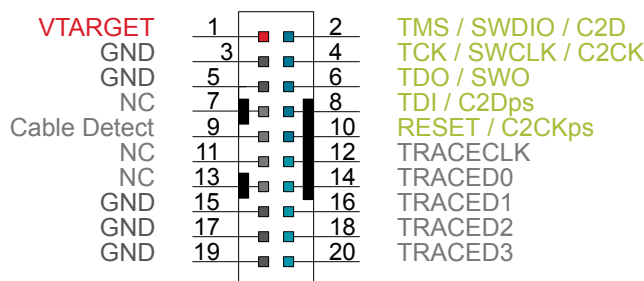 VTARGET 1 2 TMS / SWDIO / C2D
GND 3 4 TCK / SWCLK / C2CK
GND 5 6 TDO / SWO
NC 7 8 TDI / C2Dps
Cable Detect 9 10 RESET / C2CKps
NC 11 12 TRACECLK
NC 13 14 TRACED0
GND 15 16 TRACED1
GND 17 18 TRACED2
GND 19 20 TRACED3